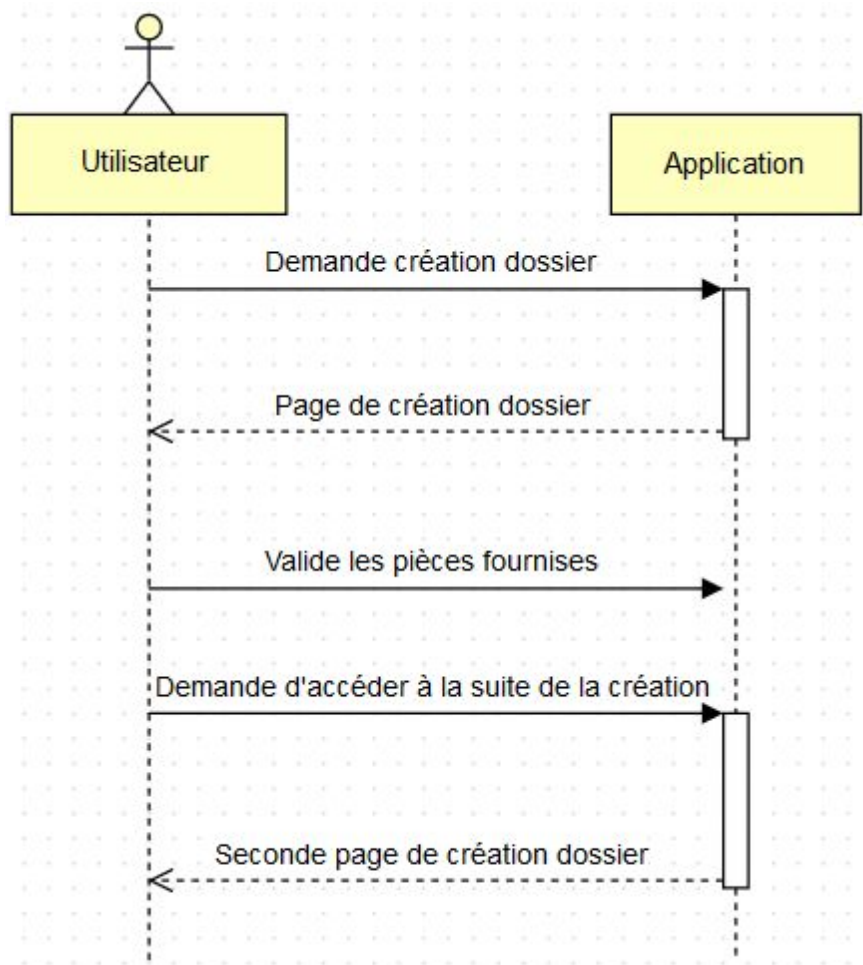 Utilisateur
Application
Demande création dossier
Page de création dossier
Valide les pièces fournises
Demande d'accéder à la suite de la création
Seconde page de création dossier